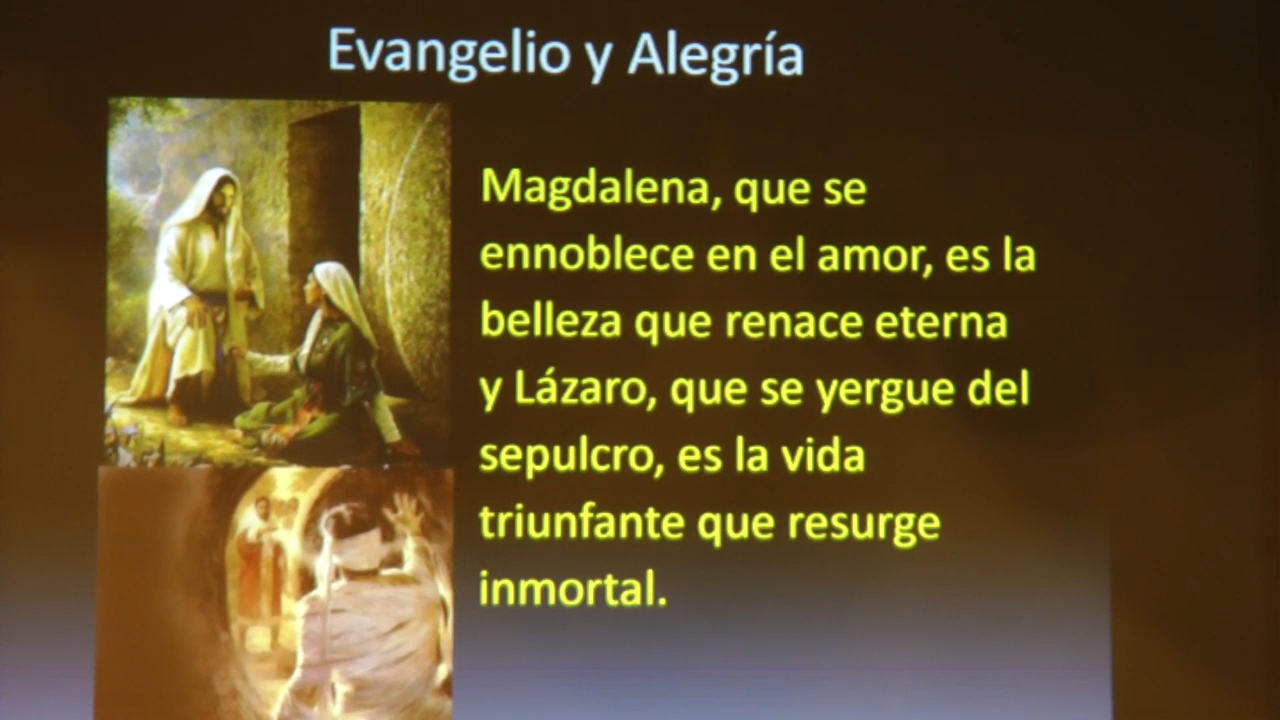 Evangelio y Alegría
Magdalena, que se
ennoblece en el amor, es la
belleza que renace eterna
y Lázaro, que se yergue del
sepulcro, es la vida
triunfante que resurge
inmortal.